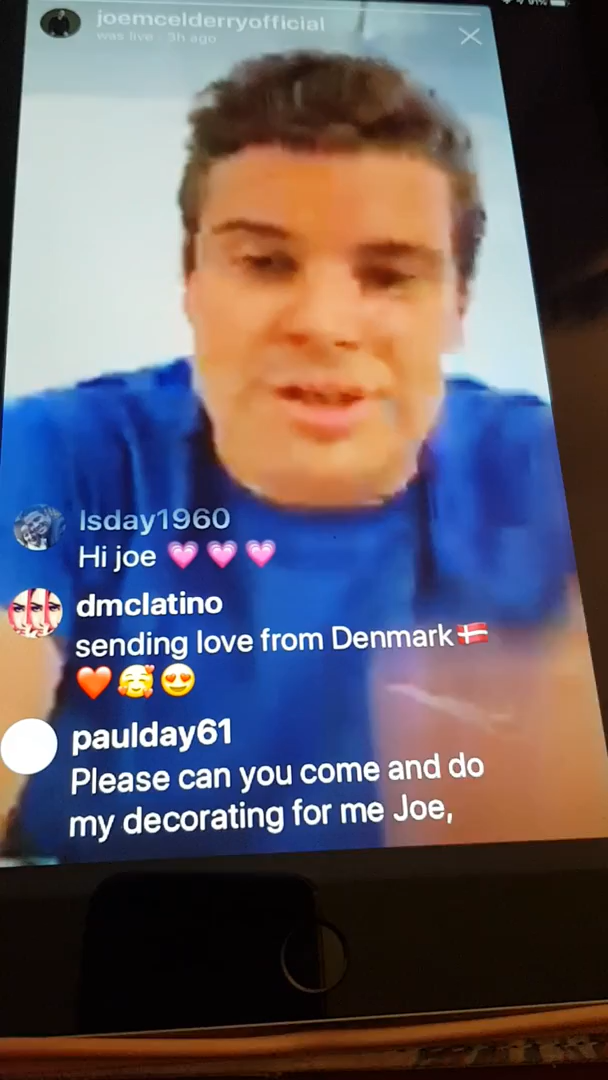 joemcelderryofficial
was live · 3h ago
lsday1960
Hi joe 💗 💗 💗
dmclatino
sending love from Denmark🇩🇰
❤️ 🥰 😍
paulday61
Please can you come and do
my decorating for me Joe,